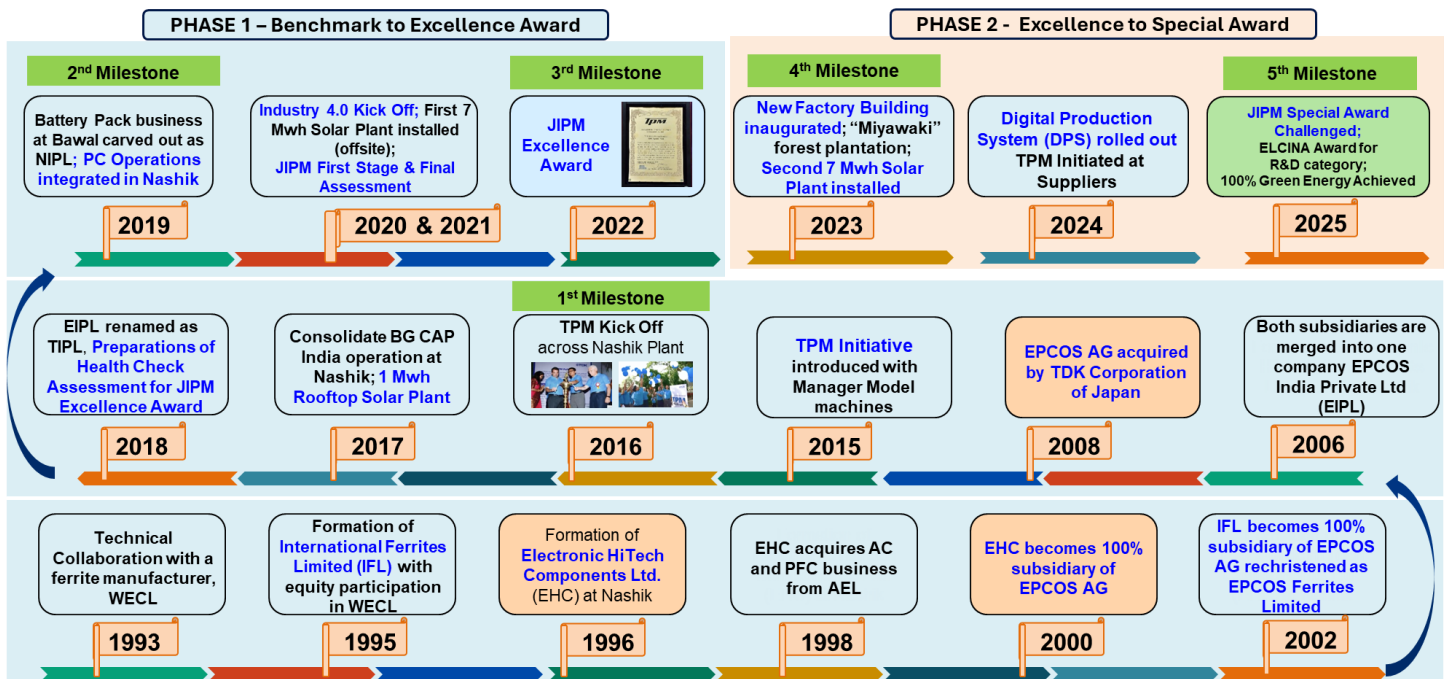 PHASE 1 – Benchmark to Excellence Award
PHASE 2 - Excellence to Special Award
2nd Milestone
Battery Pack business
at Bawal carved out as
NIPL; PC Operations
integrated in Nashik
2019
Industry 4.0 Kick Off; First 7
Mwh Solar Plant installed
(offsite);
JIPM First Stage & Final
Assessment
2020 & 2021
3rd Milestone
JIPM
Excellence
Award
TPM
2022
4th Milestone
New Factory Building
inaugurated; “Miyawaki”
forest plantation;
Second 7 Mwh Solar
Plant installed
2023
Digital Production
System (DPS) rolled out
TPM Initiated at
Suppliers
2024
5th Milestone
JIPM Special Award
Challenged;
ELCINA Award for
R&D category;
100% Green Energy Achieved
2025
EIPL renamed as
TIPL, Preparations of
Health Check
Assessment for JIPM
Excellence Award
2018
Consolidate BG CAP
India operation at
Nashik; 1 Mwh
Rooftop Solar Plant
2017
1st Milestone
TPM Kick Off
across Nashik Plant
2016
TPM Initiative
introduced with
Manager Model
machines
2015
EPCOS AG acquired
by TDK Corporation
of Japan
2008
Both subsidiaries are
merged into one
company EPCOS
India Private Ltd
(EIPL)
2006
Technical
Collaboration with a
ferrite manufacturer,
WECL
1993
Formation of
International Ferrites
Limited (IFL) with
equity participation
in WECL
1995
Formation of
Electronic HiTech
Components Ltd.
(EHC) at Nashik
1996
EHC acquires AC
and PFC business
from AEL
1998
EHC becomes 100%
subsidiary of
EPCOS AG
2000
IFL becomes 100%
subsidiary of EPCOS
AG rechristened as
EPCOS Ferrites
Limited
2002